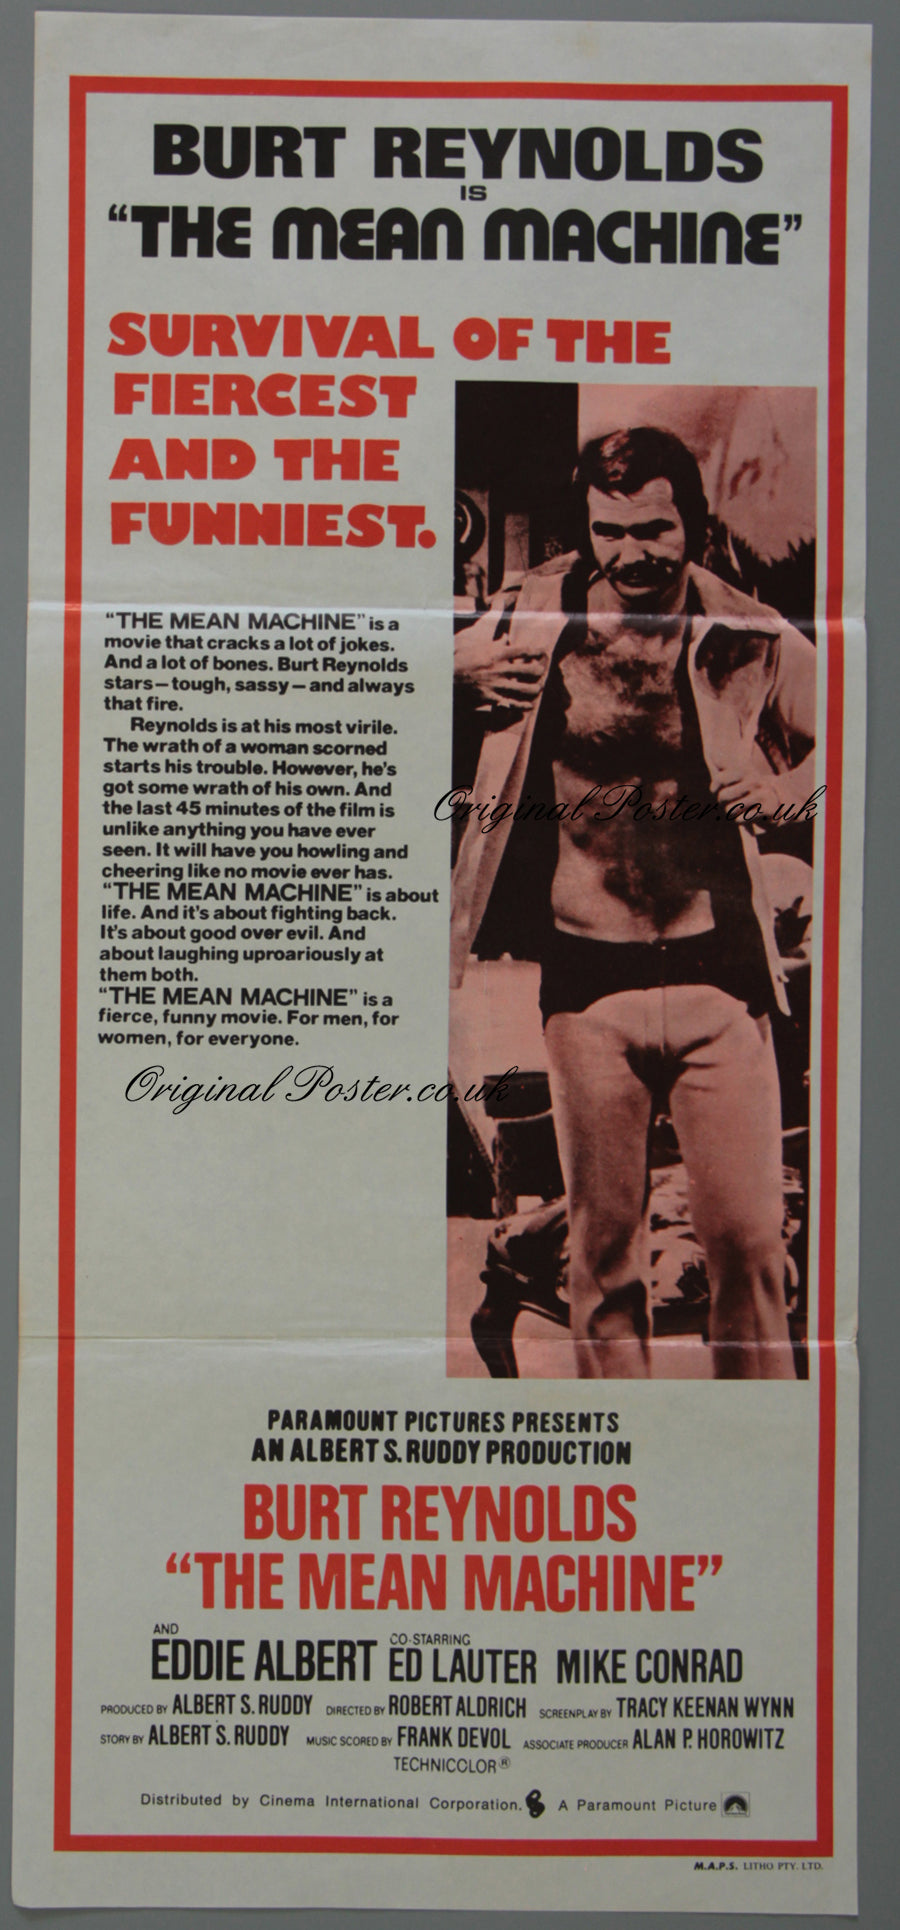 BURT REYNOLDS
IS
“THE MEAN MACHINE”
SURVIVAL OF THE
FIERCEST
AND THE
FUNNIEST.
“THE MEAN MACHINE” is a
movie that cracks a lot of jokes.
And a lot of bones. Burt Reynolds
stars—tough, sassy—and always
that fire.
Reynolds is at his most virile.
The wrath of a woman scorned
starts his trouble. However, he's
got some wrath of his own. And
the last 45 minutes of the film is
unlike anything you have ever
seen. It will have you howling and
cheering like no movie ever has.
“THE MEAN MACHINE” is about
life. And it's about fighting back.
It's about good over evil. And
about laughing uproariously at
them both.
“THE MEAN MACHINE” is a
fierce, funny movie. For men, for
women, for everyone.
Original Poster.co.uk
Original Poster.co.uk
PARAMOUNT PICTURES PRESENTS
AN ALBERT S. RUDDY PRODUCTION
BURT REYNOLDS
“THE MEAN MACHINE”
AND EDDIE ALBERT CO-STARRING ED LAUTER MIKE CONRAD
PRODUCED BY ALBERT S. RUDDY DIRECTED BY ROBERT ALDRICH SCREENPLAY BY TRACY KEENAN WYNN
STORY BY ALBERT S. RUDDY MUSIC SCORED BY FRANK DEVOL ASSOCIATE PRODUCER ALAN P. HOROWITZ
TECHNICOLOR®
Distributed by Cinema International Corporation. A Paramount Picture
M.A.P.S. LITHO PTY. LTD.